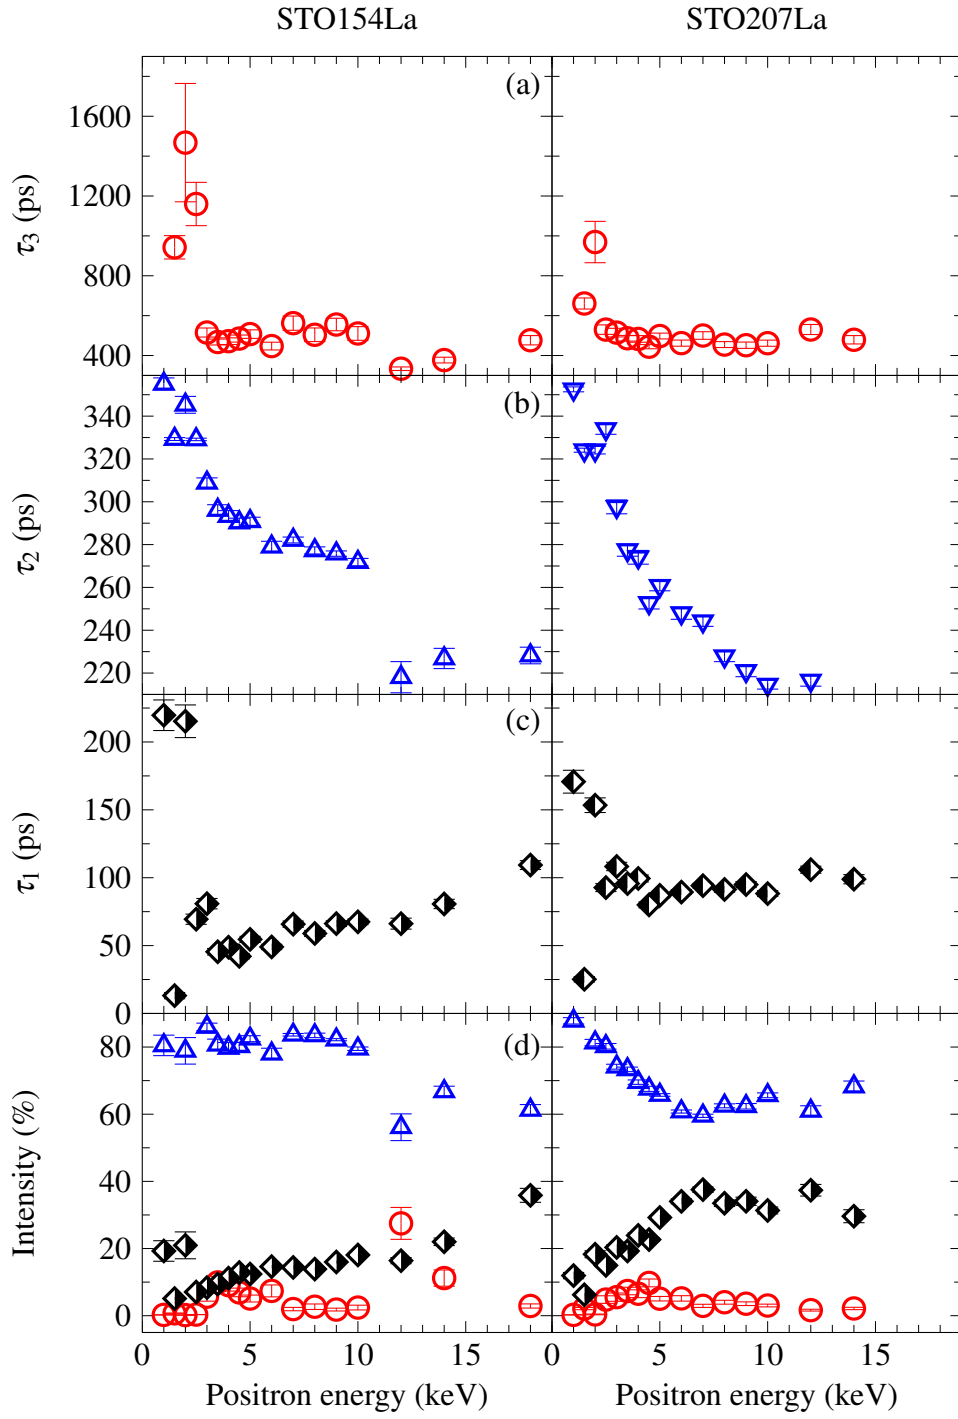 STO154La STO207La
(a)
1600
1200
800
400
τ3 (ps)
(b)
340
320
300
280
260
240
220
τ2 (ps)
(c)
200
150
100
50
0
τ1 (ps)
(d)
80
60
40
20
0
Intensity (%)
0 5 10 15 0 5 10 15
Positron energy (keV) Positron energy (keV)